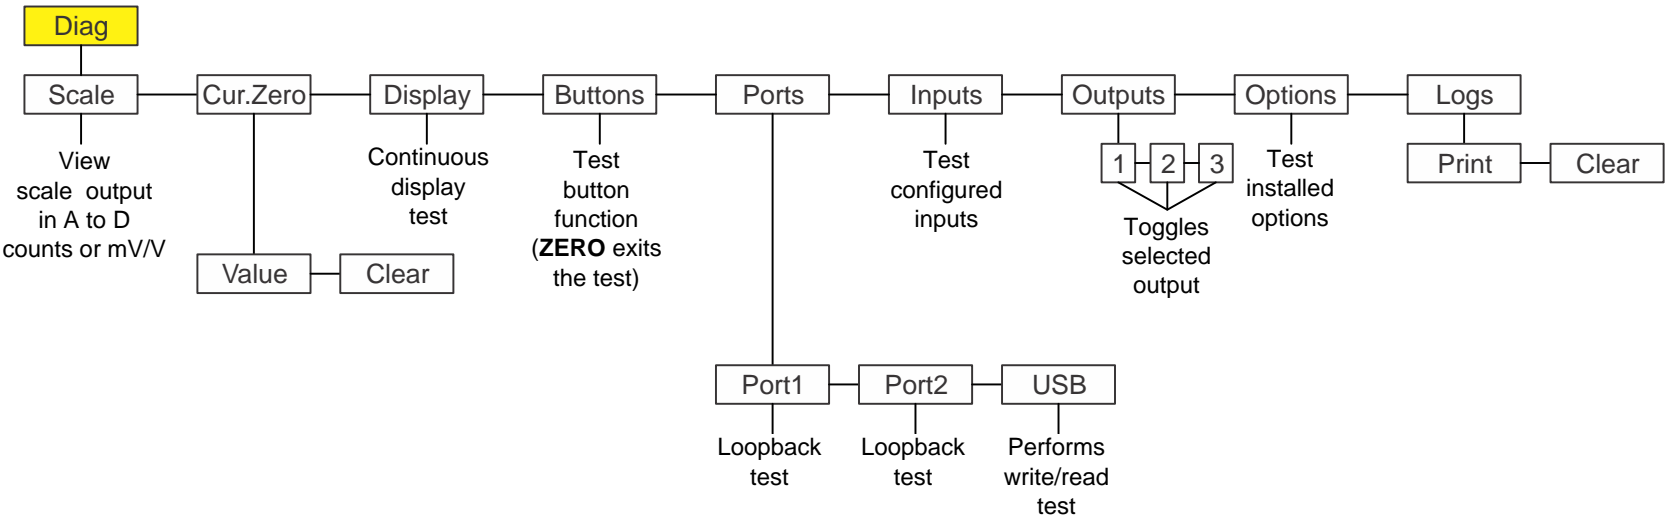 Diag
Scale
Cur.Zero
Display
Buttons
Ports
Inputs
Outputs
Options
Logs
View
scale output
in A to D
counts or mV/V
Value
Clear
Continuous
display
test
Test
button
function
(ZERO exits
the test)
Test
configured
inputs
1
2
3
Toggles
selected
output
Test
installed
options
Print
Clear
Port1
Port2
USB
Loopback
test
Loopback
test
Performs
write/read
test